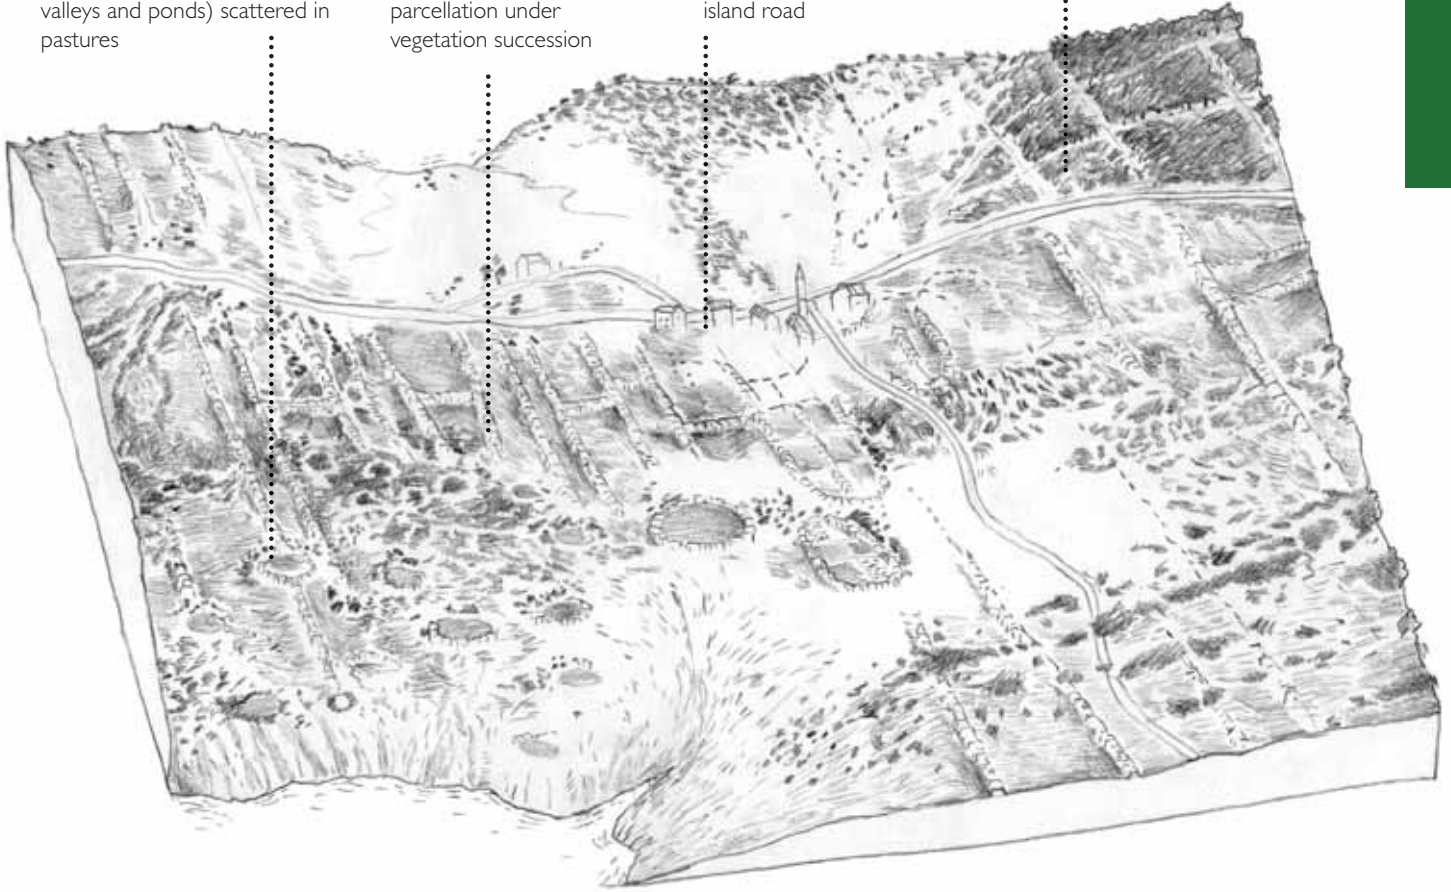 valleys and ponds) scattered in
pastures
parcellation under
vegetation succession
island road